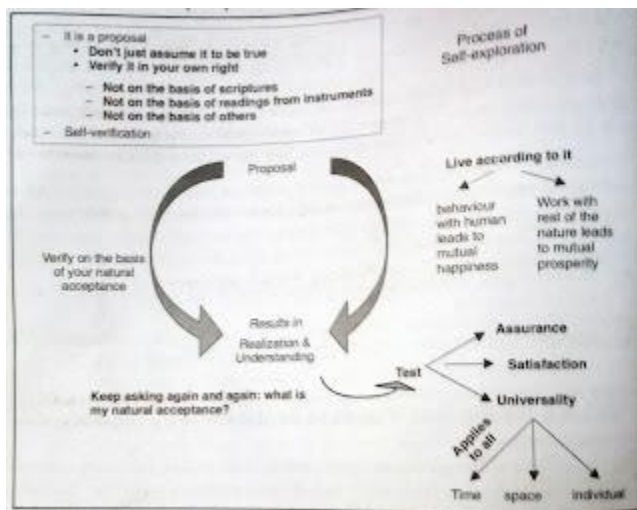 – It is a proposal
• Don't just assume it to be true
• Verify it in your own right
– Not on the basis of scriptures
– Not on the basis of readings from instruments
– Not on the basis of others
– Self-verification
Process of
Self-exploration
Proposal
Live according to it
behaviour
with human
leads to
mutual
happiness
Work with
rest of the
nature leads
to mutual
prosperity
Verify on the basis
of your natural
acceptance
Results in
Realization &
Understanding
Test
Assurance
Satisfaction
Universality
Keep asking again and again: what is
my natural acceptance?
Applies
to all
Time space individual